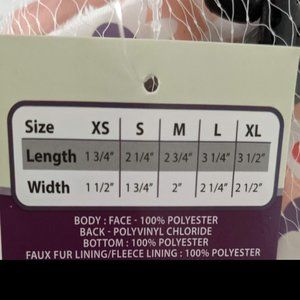 Size XS S M L XL
Length 1 3/4" 2 1/4" 2 3/4" 3 1/4" 3 1/2"
Width 1 1/2" 1 3/4" 2" 2 1/4" 2 1/2"
BODY : FACE - 100% POLYESTER
BACK - POLYVINYL CHLORIDE
BOTTOM : 100% POLYESTER
FAUX FUR LINING/FLEECE LINING : 100% POLYESTER